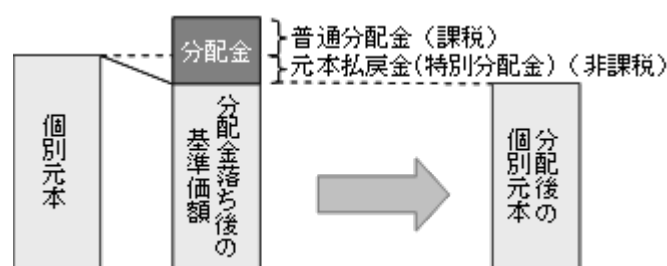 分配金
普通分配金（課税）
元本払戻金(特別分配金)（非課税）
個別元本
分配金落ち後の
基準価額
分配後の
個別元本